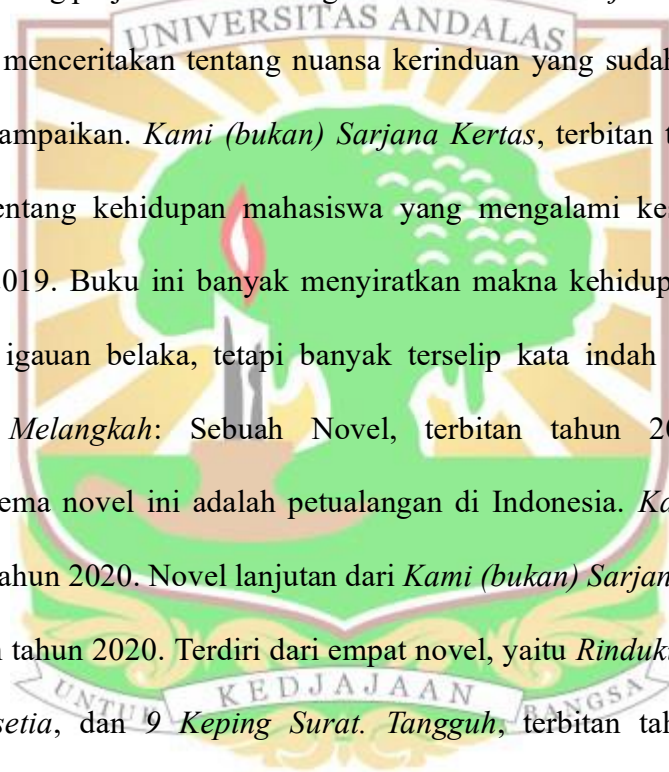 UNIVERSITAS ANDALAS
menceritakan tentang nuansa kerinduan yang sudah
ampaikan. Kami (bukan) Sarjana Kertas, terbitan t
entang kehidupan mahasiswa yang mengalami ke
019. Buku ini banyak menyiratkan makna kehidup
igauan belaka, tetapi banyak terselip kata indah
Melangkah: Sebuah Novel, terbitan tahun 20
ema novel ini adalah petualangan di Indonesia. Ka
ahun 2020. Novel lanjutan dari Kami (bukan) Sarjan
n tahun 2020. Terdiri dari empat novel, yaitu Rinduk
setia, dan 9 Keping Surat. Tangguh, terbitan tah
UNTUK KEDJAJAAN BANGSA